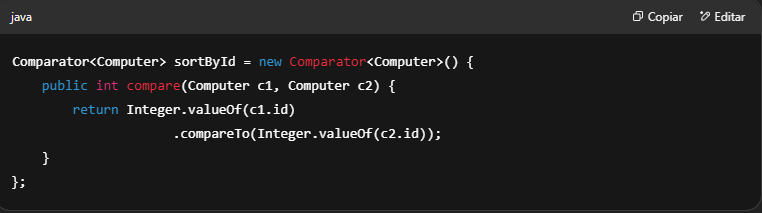 java
Copiar
Editar
Comparator<Computer> sortById = new Comparator<Computer>() {
    public int compare(Computer c1, Computer c2) {
        return Integer.valueOf(c1.id)
                     .compareTo(Integer.valueOf(c2.id));
    }
};